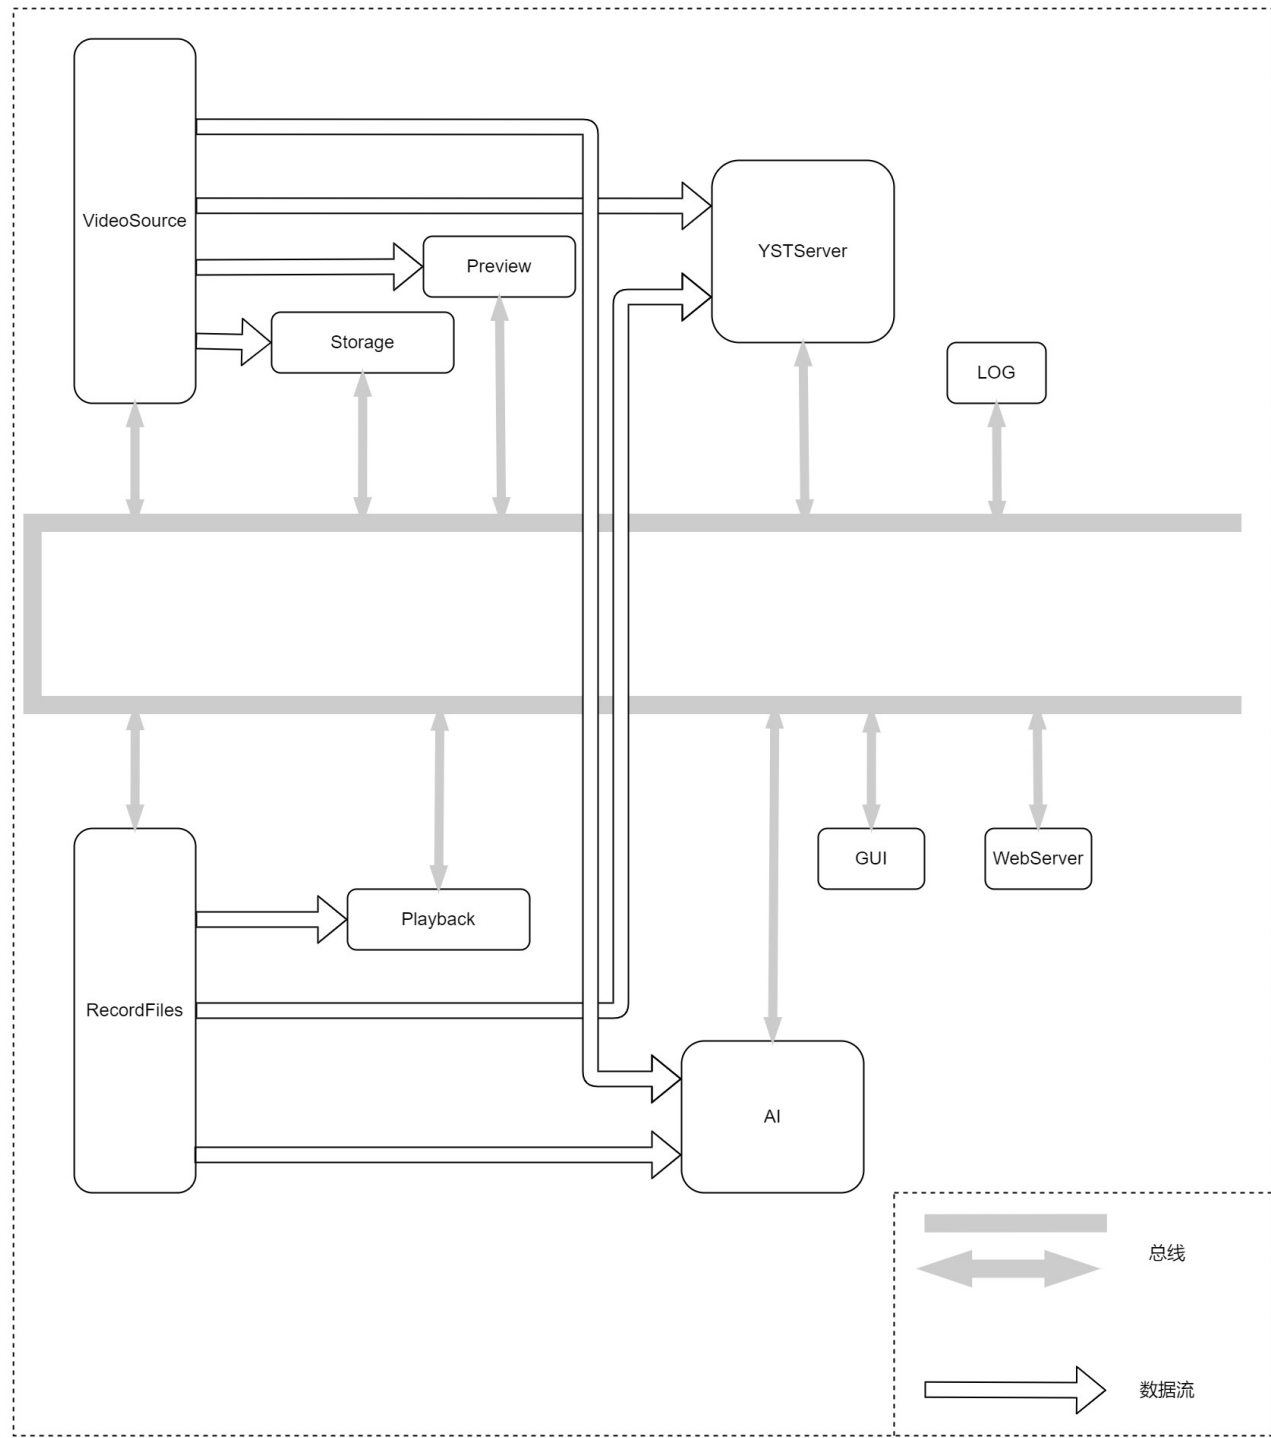 VideoSource
YSTServer
Preview
Storage
LOG
GUI
WebServer
Playback
RecordFiles
AI
总线
数据流